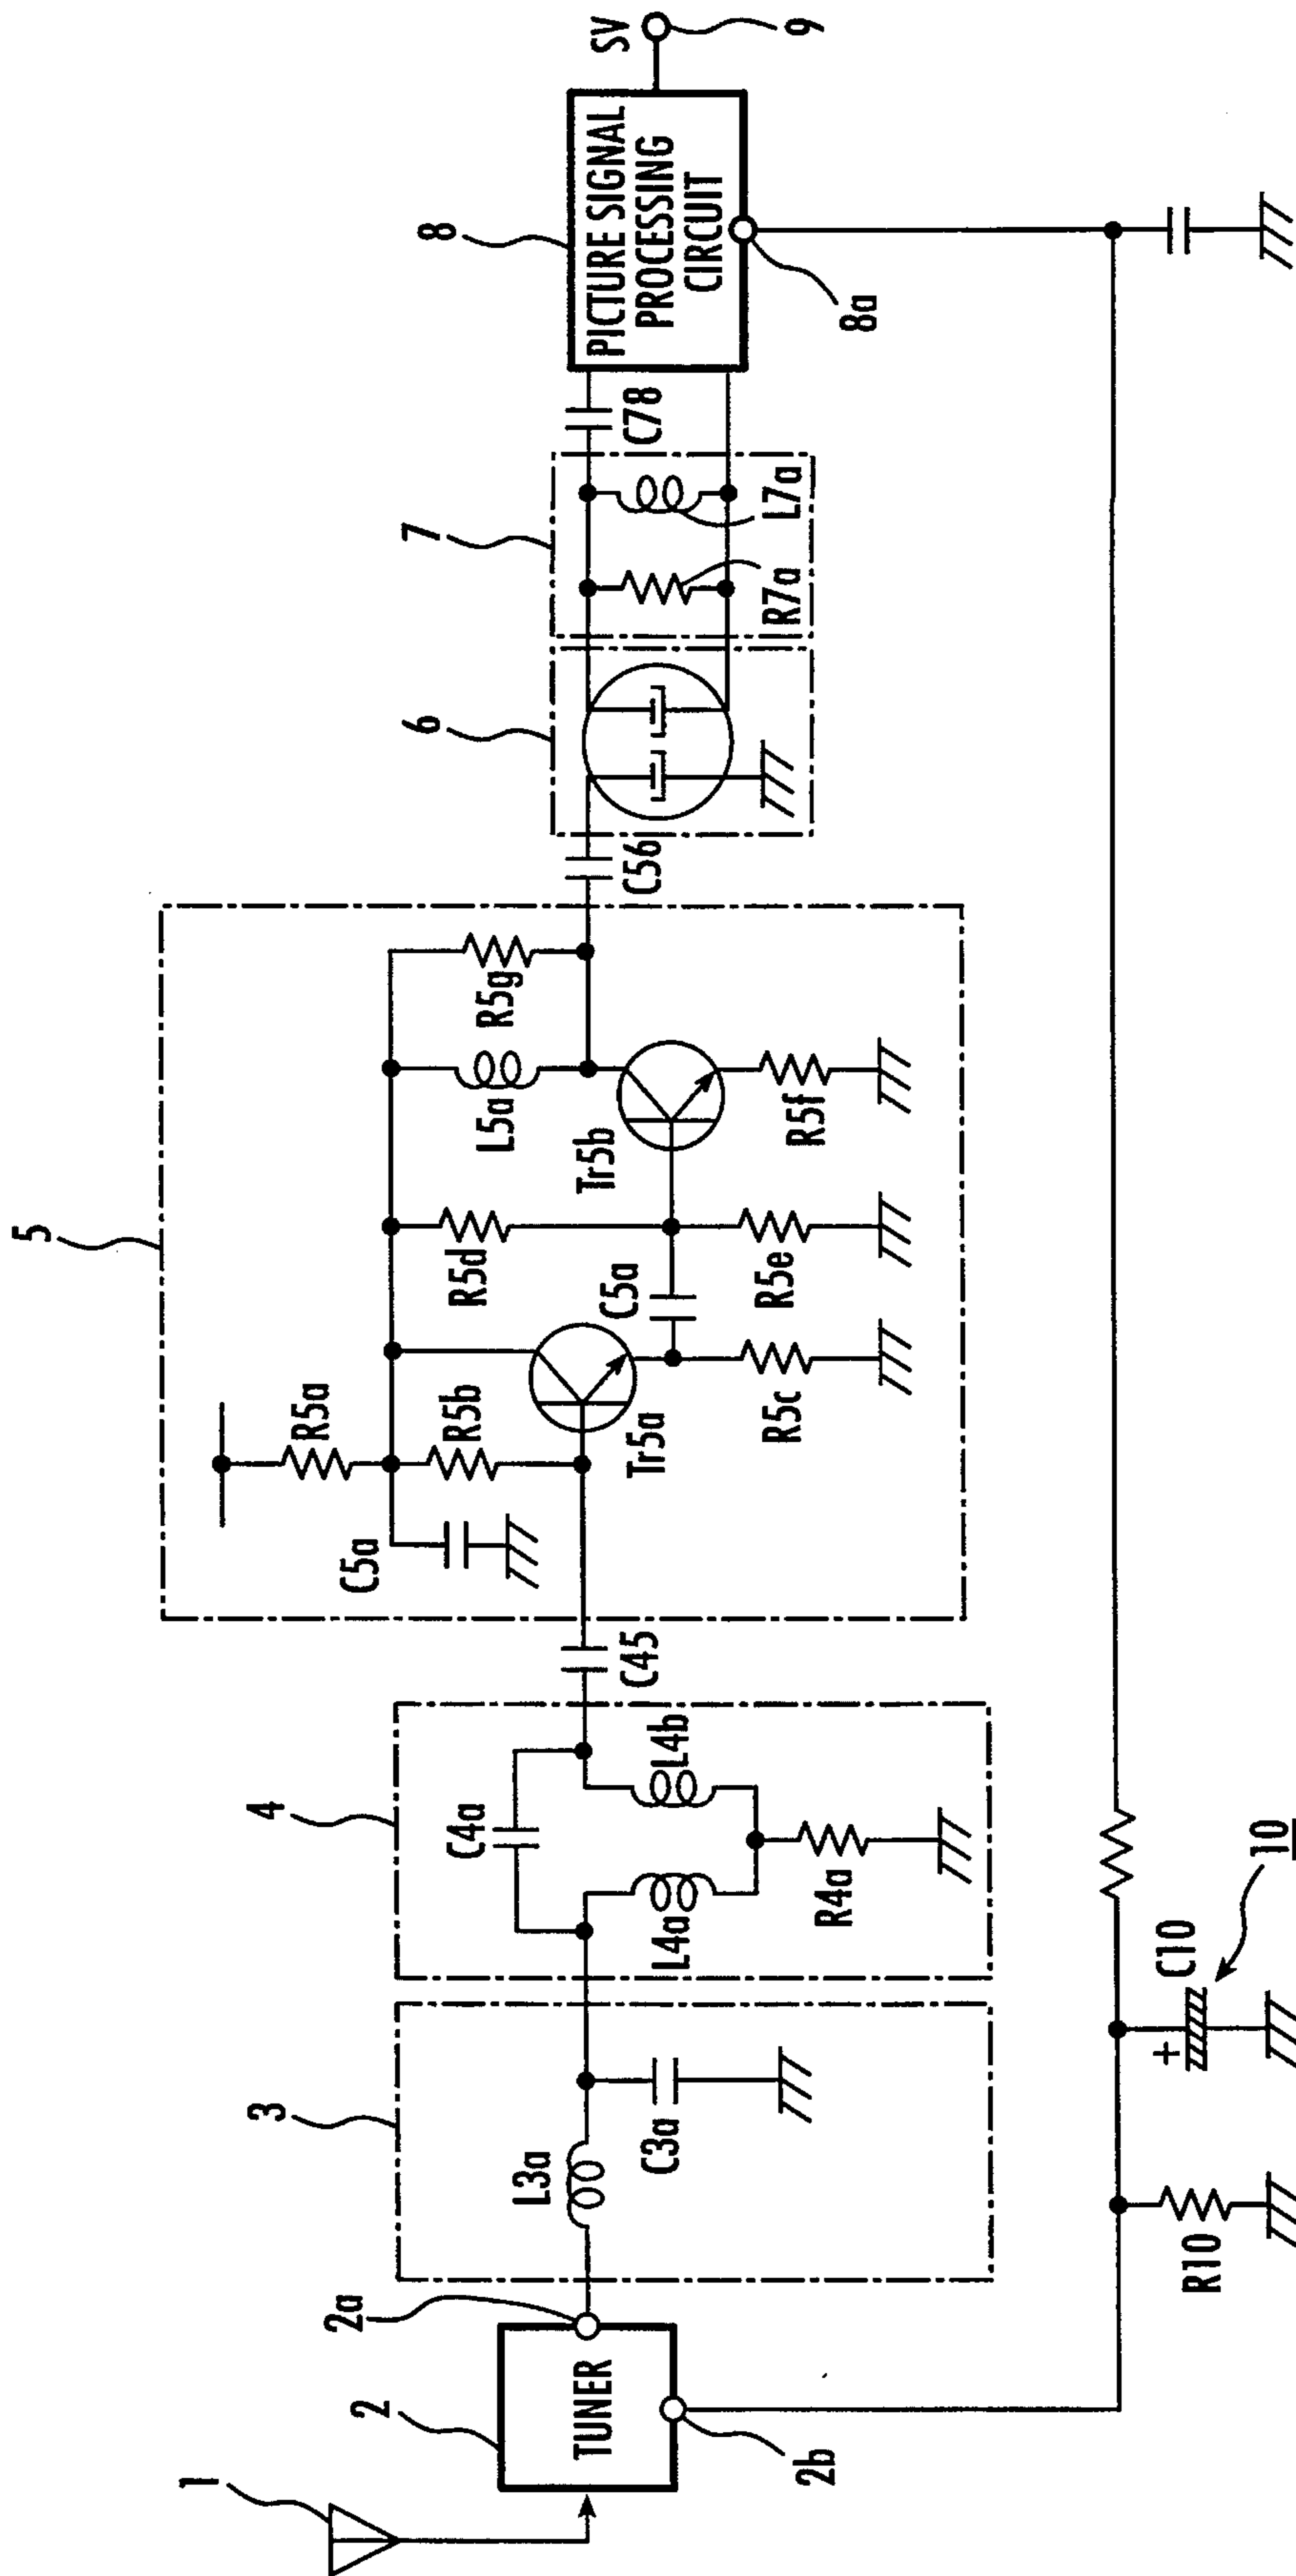 1
2
TUNER
2a
2b
3
L3a
C3a
4
C4a
L4a
L4b
R4a
C45
5
C5a
R5a
R5b
Tr5a
R5c
C5a
R5d
R5e
Tr5b
L5a
R5g
R5f
C56
6
7
R7a
L7a
C78
8
PICTURE SIGNAL
PROCESSING
CIRCUIT
8a
SV
9
R10
+
C10
10